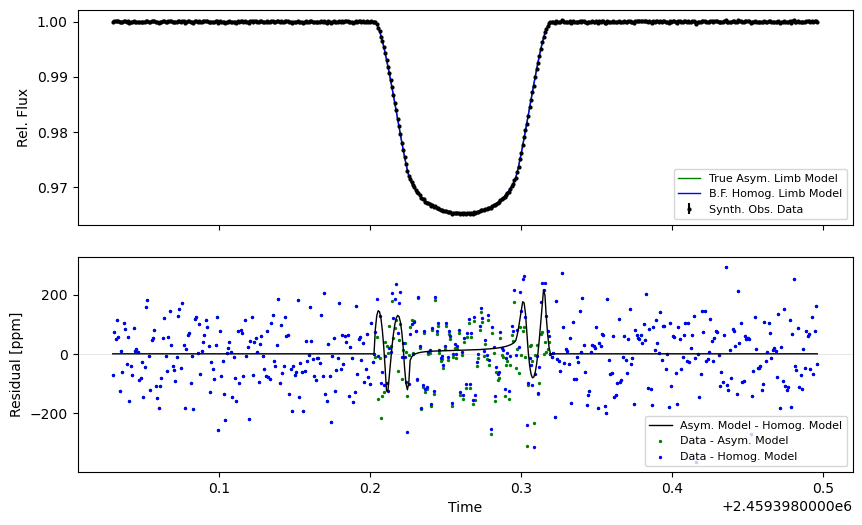 1.00
0.99
0.98
0.97
Rel. Flux
True Asym. Limb Model
B.F. Homog. Limb Model
Synth. Obs. Data
200
0
−200
Residual [ppm]
Asym. Model - Homog. Model
Data - Asym. Model
Data - Homog. Model
0.1
0.2
0.3
0.4
0.5
Time
+2.4593980000e6